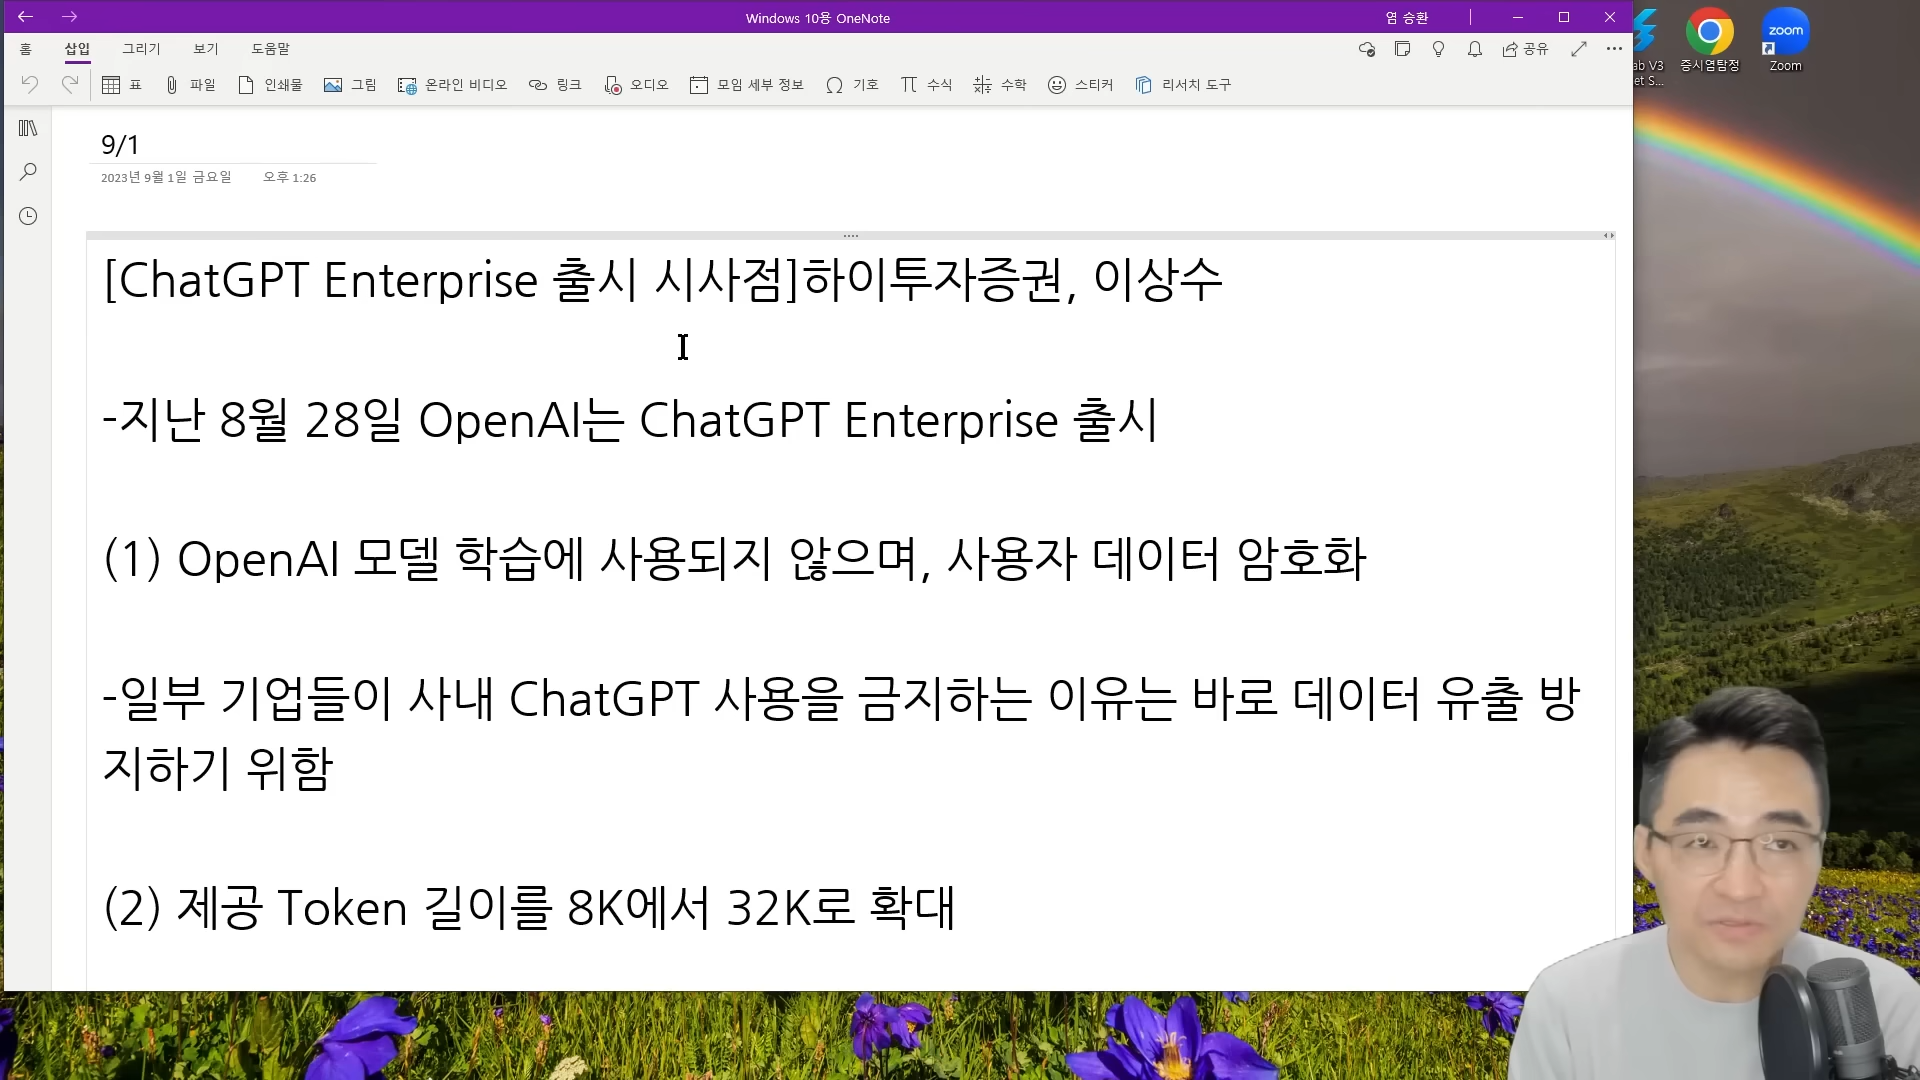 Windows 10용 OneNote
염 승환
홈 삽입 그리기 보기 도움말
공유
표 파일 인쇄물 그림 온라인 비디오 링크 오디오 모임 세부 정보 기호 수식 수학 스티커 리서치 도구
ab V3
et S...
증시염탐정
zoom
Zoom
9/1
2023년 9월 1일 금요일 오후 1:26
[ChatGPT Enterprise 출시 시사점]하이투자증권, 이상수
-지난 8월 28일 OpenAI는 ChatGPT Enterprise 출시
(1) OpenAI 모델 학습에 사용되지 않으며, 사용자 데이터 암호화
-일부 기업들이 사내 ChatGPT 사용을 금지하는 이유는 바로 데이터 유출 방
지하기 위함
(2) 제공 Token 길이를 8K에서 32K로 확대